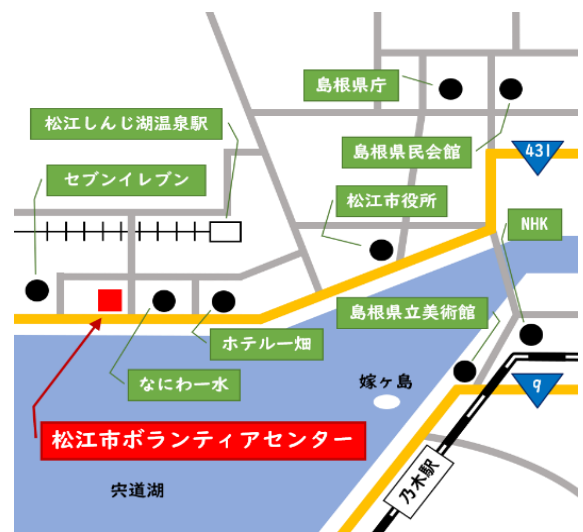 島根県庁
松江しんじ湖温泉駅
島根県民会館
431
セブンイレブン
松江市役所
NHK
島根県立美術館
ホテル一畑
なにわ一水
嫁ヶ島
9
松江市ボランティアセンター
乃木駅
宍道湖